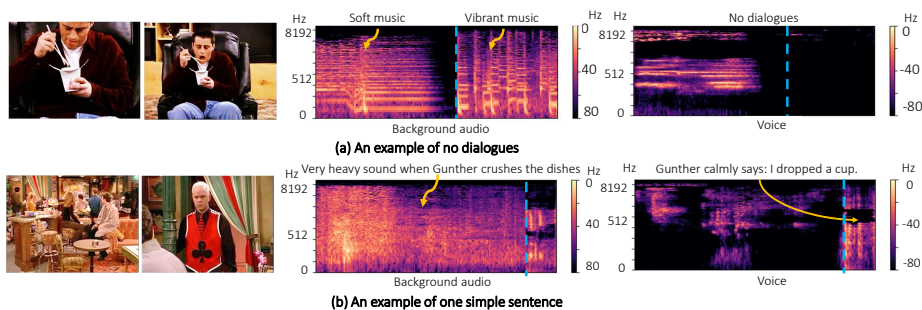 Hz Soft music Vibrant music Hz Hz No dialogues Hz
8192 0 8192 0
512 -40 512 -40
0 80 0 -80
Background audio Voice
(a) An example of no dialogues
Hz Very heavy sound when Gunther crushes the dishes Hz Hz Gunther calmly says: I dropped a cup. Hz
8192 0 8192 0
512 40 512 -40
0 80 0 -80
Background audio Voice
(b) An example of one simple sentence